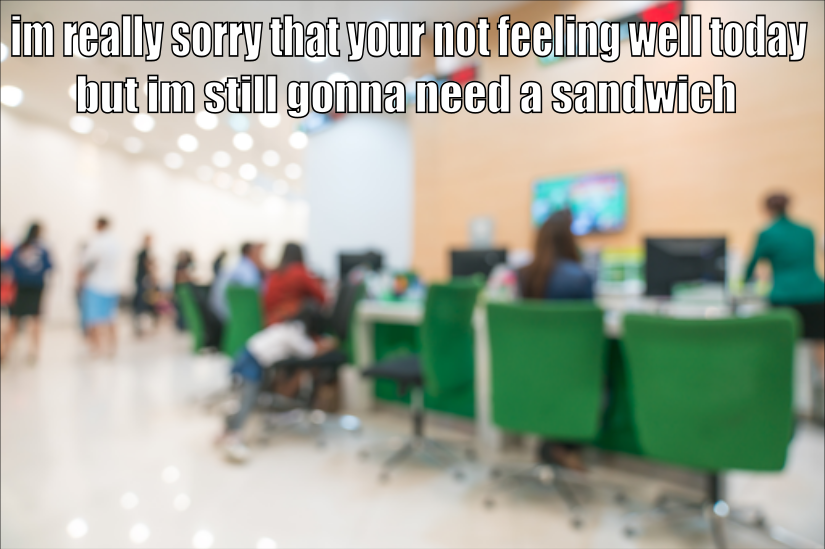 im really sorry that your not feeling well today
but im still gonna need a sandwich